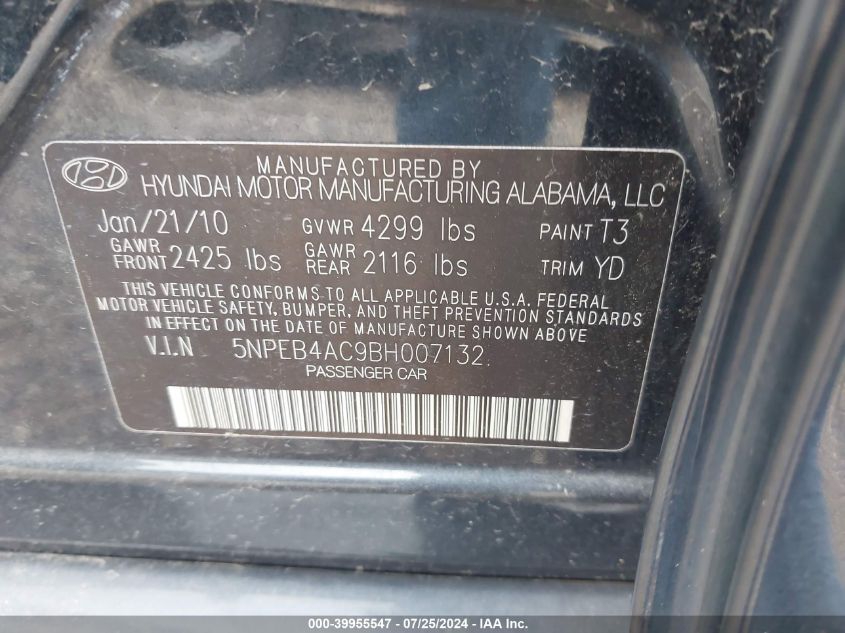 MANUFACTURED BY
HYUNDAI MOTOR MANUFACTURING ALABAMA, LLC
Jan/21/10 GVWR 4299 lbs PAINT T3
GAWR FRONT 2425 lbs GAWR REAR 2116 lbs TRIM YD
THIS VEHICLE CONFORMS TO ALL APPLICABLE U.S.A. FEDERAL
MOTOR VEHICLE SAFETY, BUMPER, AND THEFT PREVENTION STANDARDS
IN EFFECT ON THE DATE OF MANUFACTURE SHOWN ABOVE
V.I.N 5NPEB4AC9BH007132
PASSENGER CAR
000-39955547 - 07/25/2024 - IAA Inc.